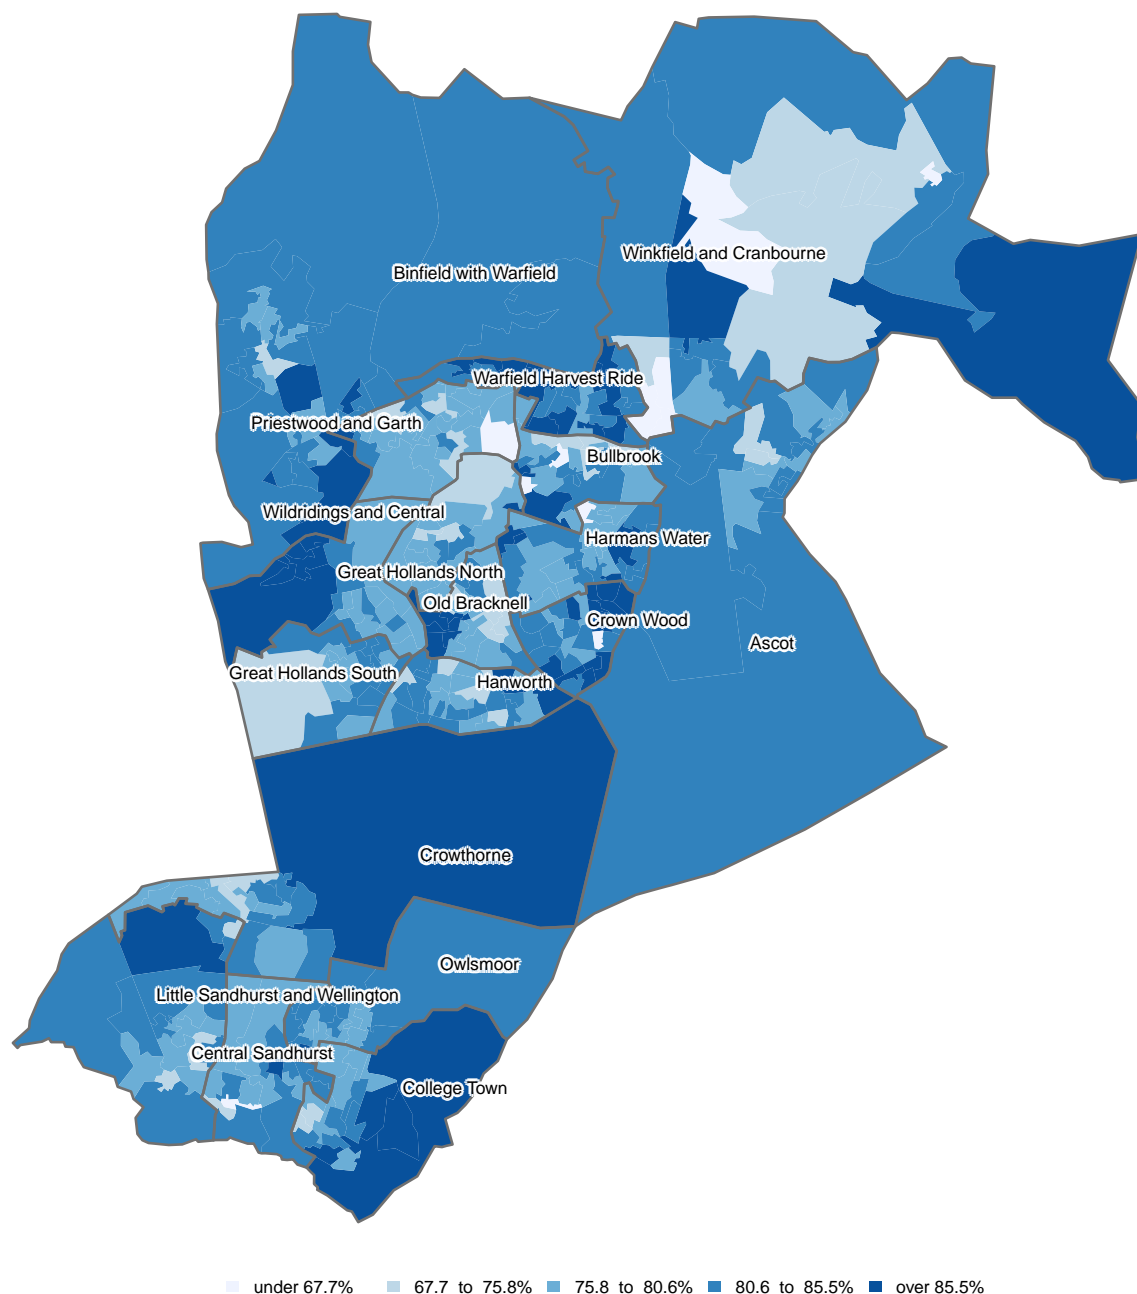 Winkfield and Cranbourne
Binfield with Warfield
Warfield Harvest Ride
Priestwood and Garth
Bullbrook
Wildridings and Central
Harmans Water
Great Hollands North
Old Bracknell
Crown Wood
Ascot
Great Hollands South
Hanworth
Crowthorne
Owlsmoor
Little Sandhurst and Wellington
Central Sandhurst
College Town
under 67.7% 67.7 to 75.8% 75.8 to 80.6% 80.6 to 85.5% over 85.5%